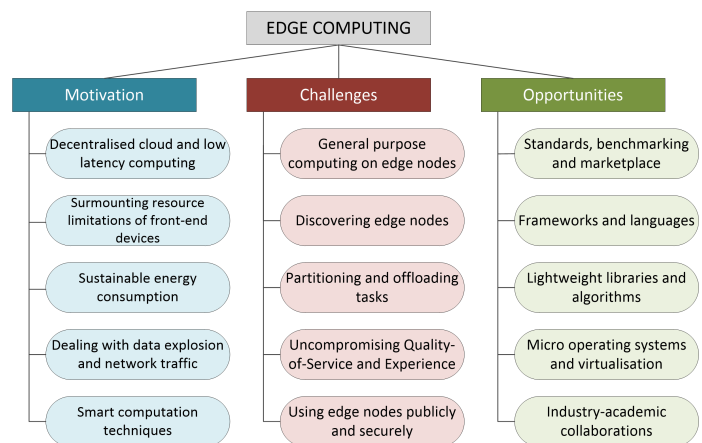 EDGE COMPUTING
Motivation
Decentralised cloud and low
latency computing
Surmounting resource
limitations of front-end
devices
Sustainable energy
consumption
Dealing with data explosion
and network traffic
Smart computation
techniques
Challenges
General purpose
computing on edge nodes
Discovering edge nodes
Partitioning and offloading
tasks
Uncompromising Quality-
of-Service and Experience
Using edge nodes publicly
and securely
Opportunities
Standards, benchmarking
and marketplace
Frameworks and languages
Lightweight libraries and
algorithms
Micro operating systems
and virtualisation
Industry-academic
collaborations